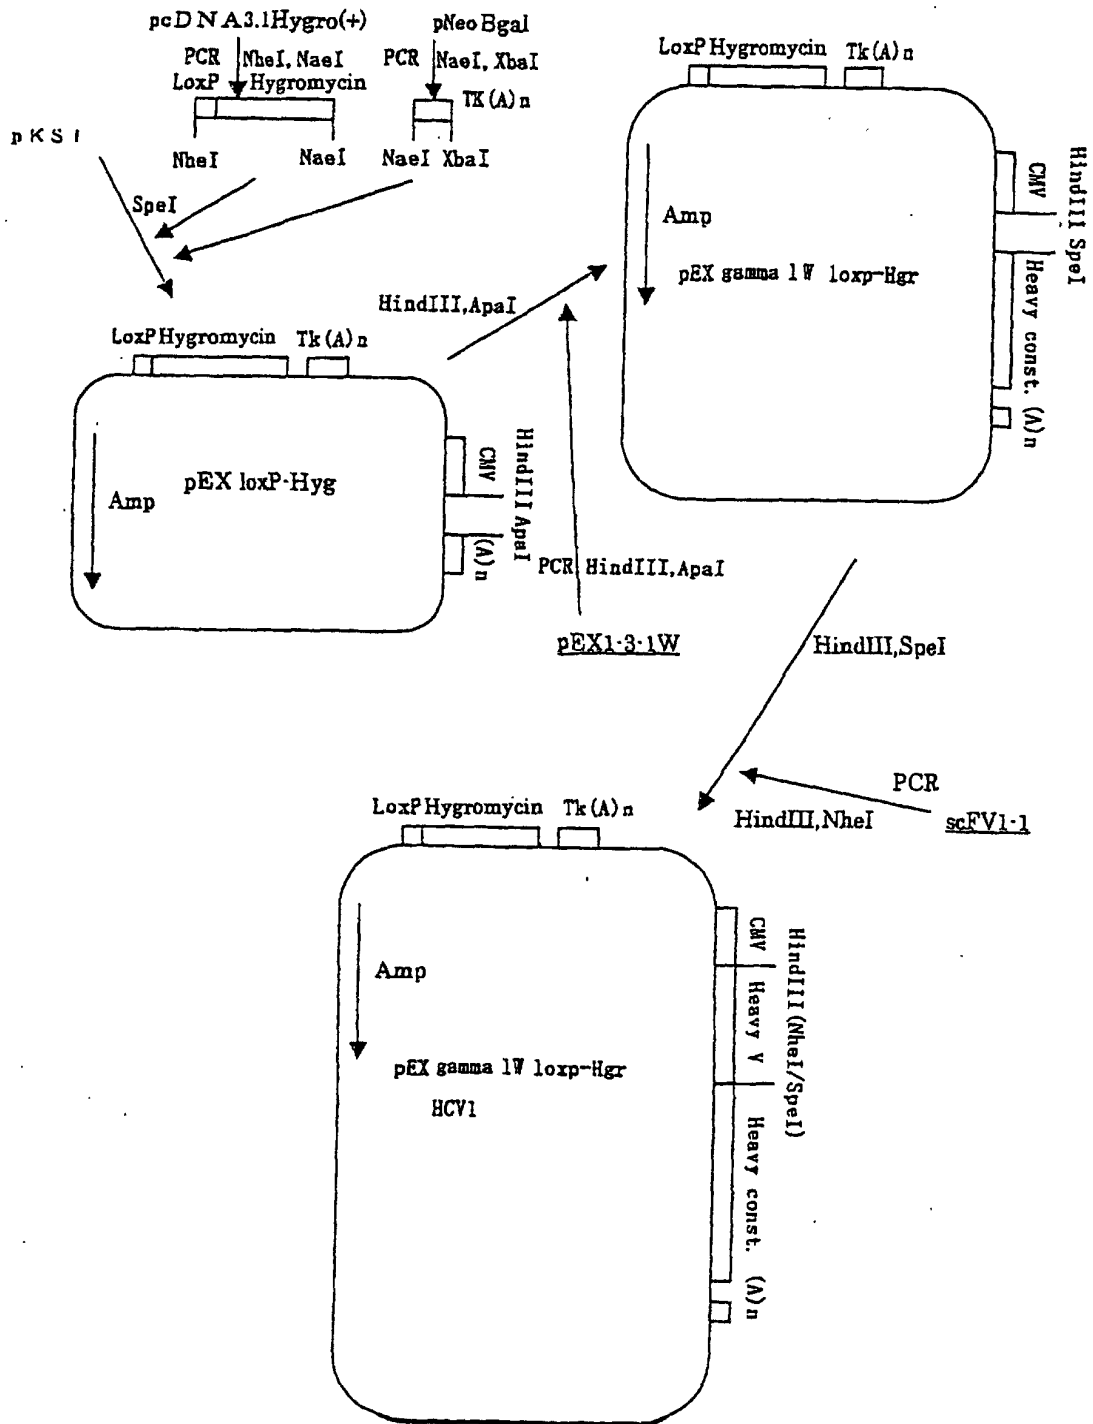 pcDNA3.1Hygro(+)
PCR NheI, NaeI
LoxP Hygromycin
NheI NaeI
pNeoBgal
PCR NaeI, XbaI
TK(A)n
NaeI XbaI
pKSI
SpeI
LoxP Hygromycin Tk(A)n
Amp
pEX loxP-Hyg
CMV
(A)n
HindIII ApaI
HindIII,ApaI
PCR HindIII,ApaI
pEX1-3-1W
LoxP Hygromycin Tk(A)n
Amp
pEX gamma 1W loxp-Hgr
CMV
Heavy const. (A)n
HindIII SpeI
HindIII,SpeI
PCR
HindIII,NheI
scFV1-1
LoxP Hygromycin Tk(A)n
Amp
pEX gamma 1W loxp-Hgr
HCV1
CMV
Heavy V
Heavy const. (A)n
HindIII (NheI/SpeI)